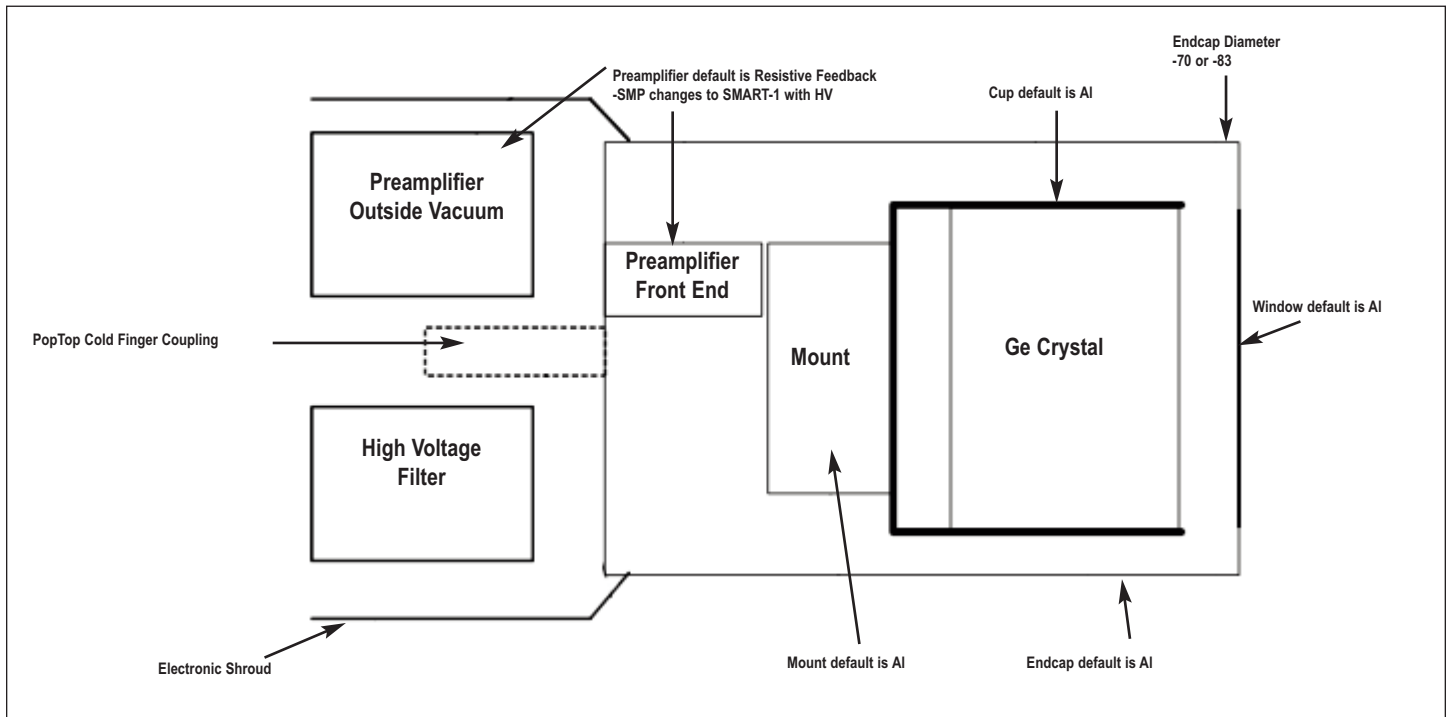 Endcap Diameter
-70 or -83
Preamplifier default is Resistive Feedback
-SMP changes to SMART-1 with HV
Cup default is Al
Preamplifier
Outside Vacuum
Preamplifier
Front End
Window default is Al
PopTop Cold Finger Coupling
Mount
Ge Crystal
High Voltage
Filter
Electronic Shroud
Mount default is Al
Endcap default is Al